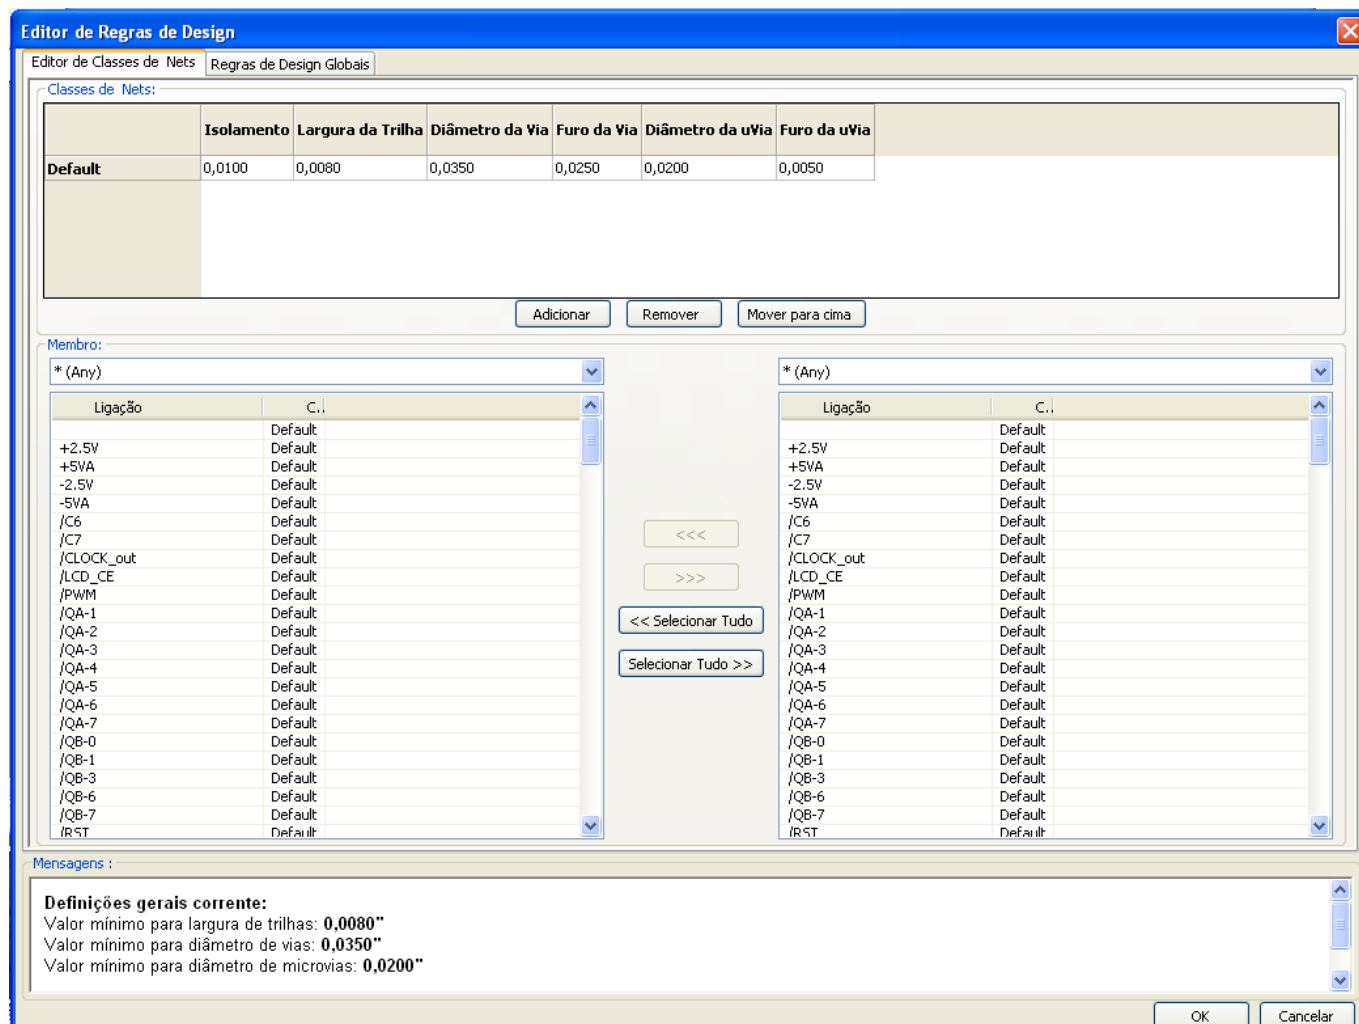 Editor de Regras de Design
Editor de Classes de Nets Regras de Design Globais
Classes de Nets:
Isolamento Largura da Trilha Diâmetro da Via Furo da Via Diâmetro da uVia Furo da uVia
Default 0,0100 0,0080 0,0350 0,0250 0,0200 0,0050
Adicionar Remover Mover para cima
Membro:
* (Any) * (Any)
Ligação C.. Ligação C..
Default Default
+2.5V Default +2.5V Default
+5VA Default +5VA Default
-2.5V Default -2.5V Default
-5VA Default -5VA Default
/C6 Default /C6 Default
<<<
/C7 Default /C7 Default
/CLOCK_out Default /CLOCK_out Default
/LCD_CE Default >>> /LCD_CE Default
/PWM Default /PWM Default
/QA-1 Default << Selecionar Tudo /QA-1 Default
/QA-2 Default /QA-2 Default
/QA-3 Default /QA-3 Default
/QA-4 Default Selecionar Tudo >> /QA-4 Default
/QA-5 Default /QA-5 Default
/QA-6 Default /QA-6 Default
/QA-7 Default /QA-7 Default
/QB-0 Default /QB-0 Default
/QB-1 Default /QB-1 Default
/QB-3 Default /QB-3 Default
/QB-6 Default /QB-6 Default
/QB-7 Default /QB-7 Default
/RST Default /RST Default
Mensagens :
Definições gerais corrente:
Valor mínimo para largura de trilhas: 0,0080"
Valor mínimo para diâmetro de vias: 0,0350"
Valor mínimo para diâmetro de microvias: 0,0200"
OK Cancelar